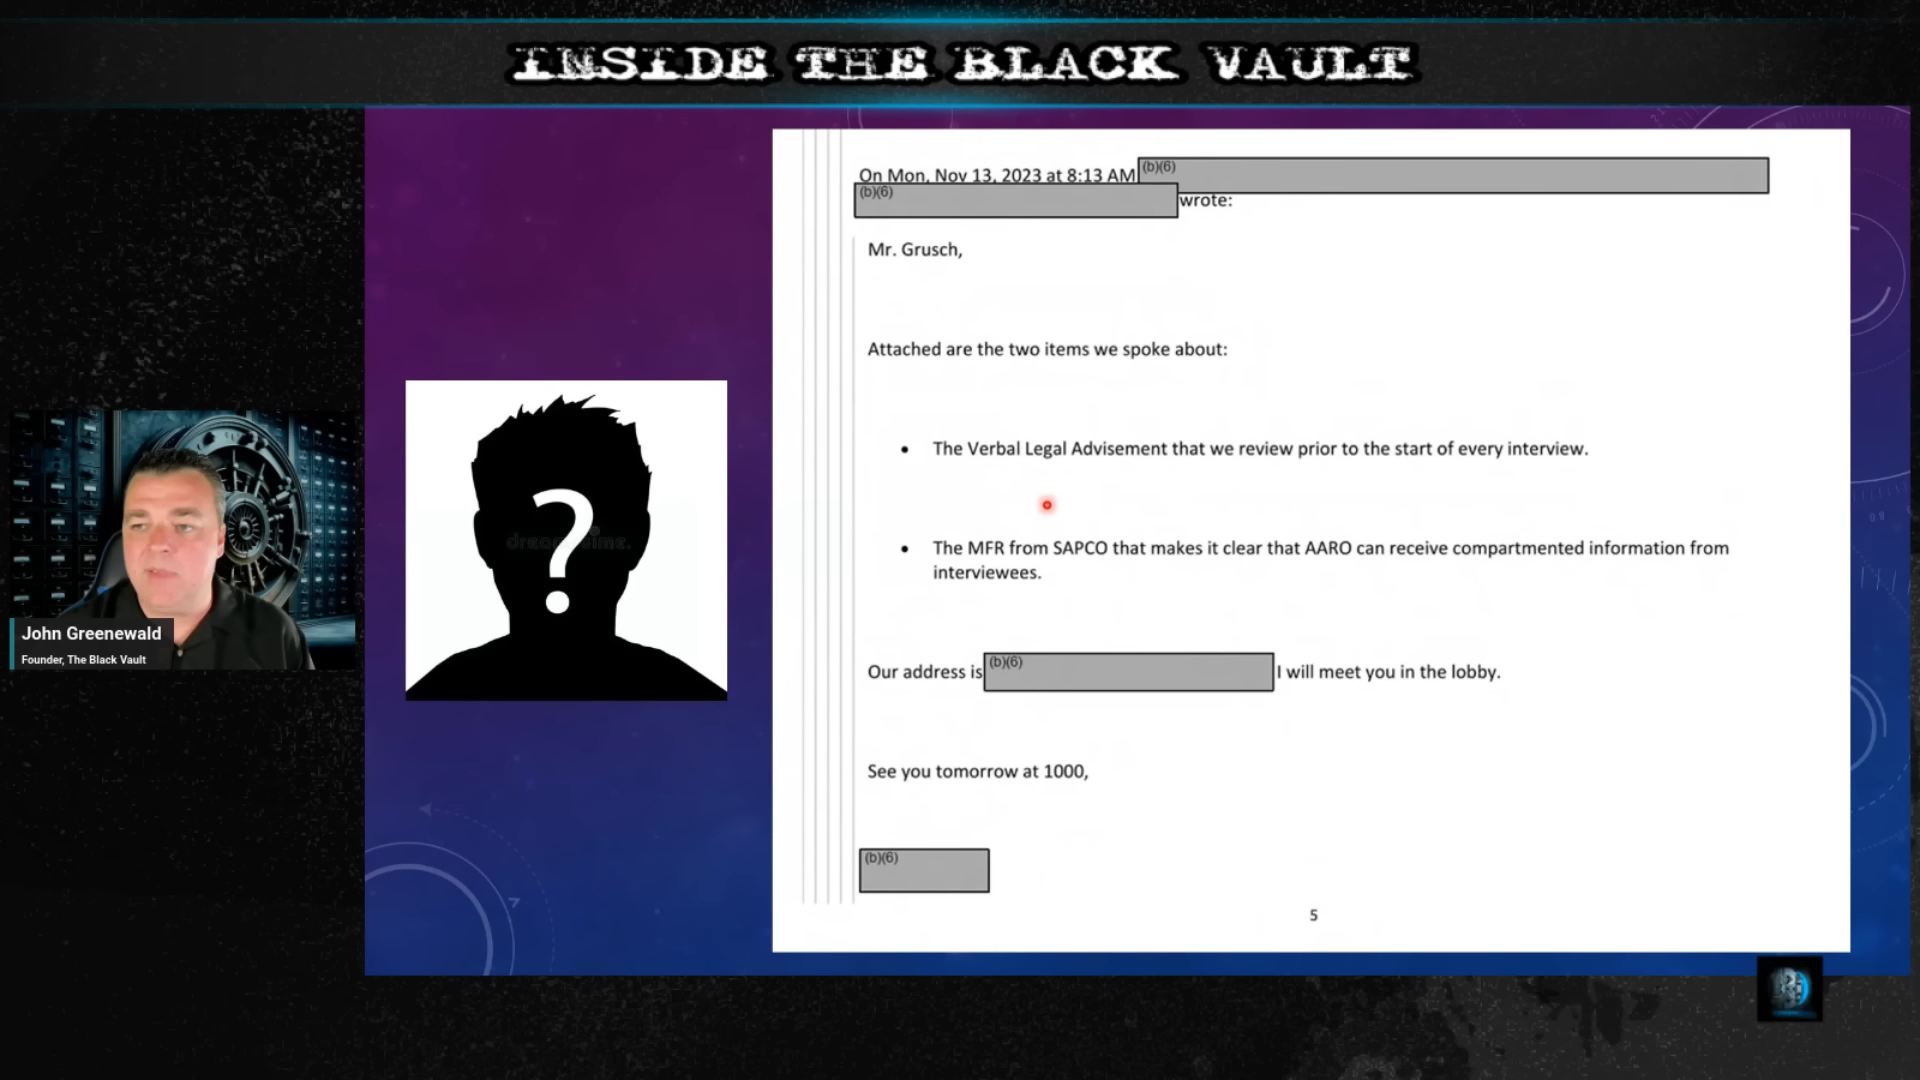 INSIDE THE BLACK VAULT
On Mon, Nov 13, 2023 at 8:13 AM (b)(6)
(b)(6) wrote:
Mr. Grusch,
Attached are the two items we spoke about:
• The Verbal Legal Advisement that we review prior to the start of every interview.
• The MFR from SAPCO that makes it clear that AARO can receive compartmented information from
interviewees.
Our address is (b)(6) I will meet you in the lobby.
See you tomorrow at 1000,
(b)(6)
5
?
John Greenewald
Founder, The Black Vault